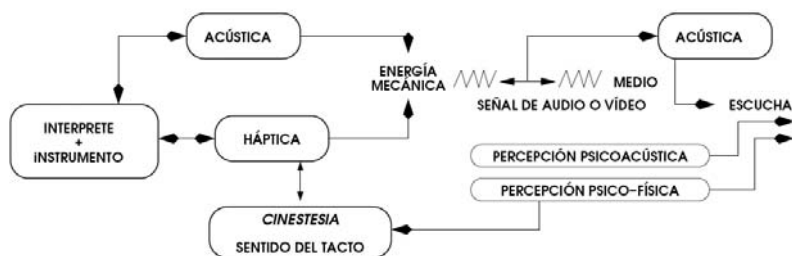 ACÚSTICA
ACÚSTICA
ENERGÍA
MECÁNICA
MEDIO
SEÑAL DE AUDIO O VÍDEO
ESCUCHA
INTERPRETE
+
iNSTRUMENTO
HÁPTICA
PERCEPCIÓN PSICOACÚSTICA
PERCEPCIÓN PSICO-FÍSICA
CINESTESIA
SENTIDO DEL TACTO